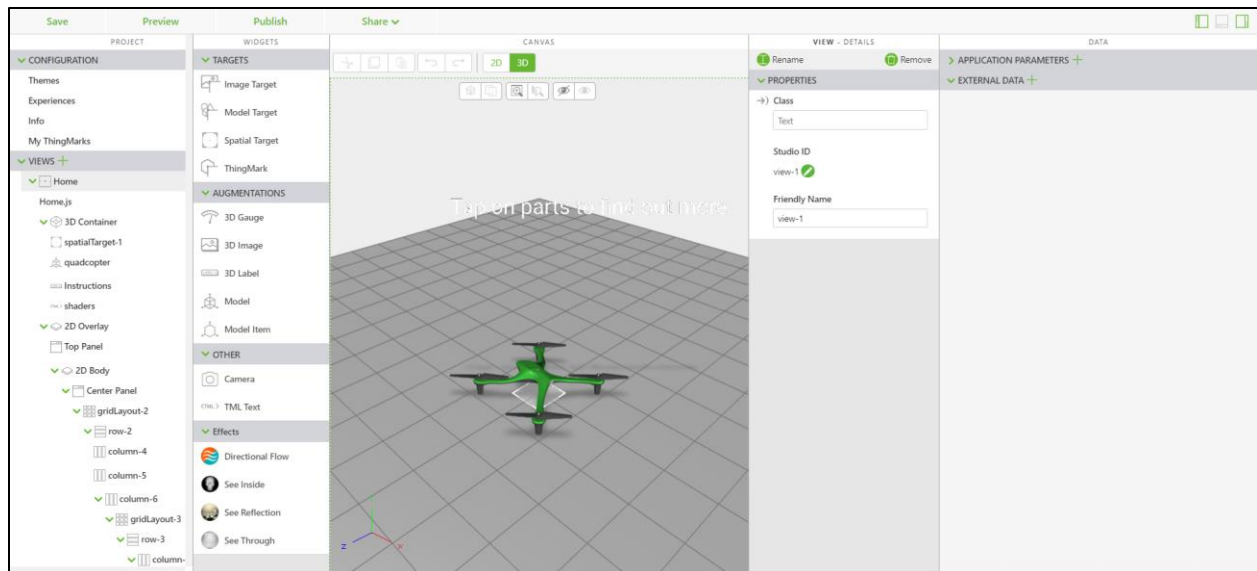 Save
Preview
Publish
Share
PROJECT
CONFIGURATION
Themes
Experiences
Info
My ThingMarks
VIEWS
Home
Home.js
3D Container
spatialTarget-1
quadcopter
Instructions
shaders
2D Overlay
Top Panel
2D Body
Center Panel
gridLayout-2
row-2
column-4
column-5
column-6
gridLayout-3
row-3
column-
WIDGETS
TARGETS
Image Target
Model Target
Spatial Target
ThingMark
AUGMENTATIONS
3D Gauge
3D Image
3D Label
Model
Model Item
OTHER
Camera
TML Text
Effects
Directional Flow
See Inside
See Reflection
See Through
CANVAS
2D
3D
Tap on parts to find out more
z
x
VIEW - DETAILS
Rename
Remove
PROPERTIES
Class
Text
Studio ID
view-1
Friendly Name
view-1
DATA
APPLICATION PARAMETERS
EXTERNAL DATA